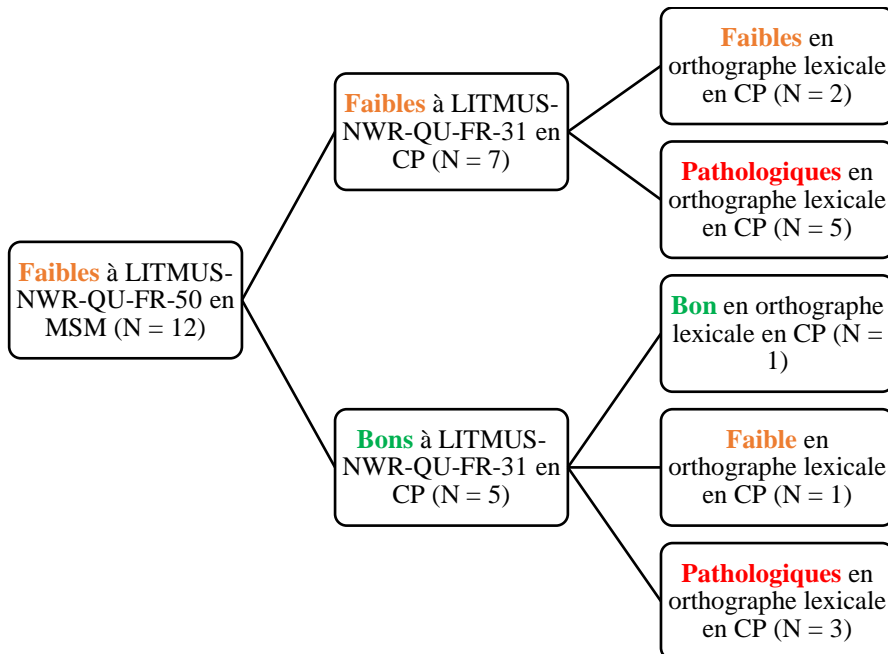 Faibles à LITMUS-
NWR-QU-FR-50 en
MSM (N = 12)
Faibles à LITMUS-
NWR-QU-FR-31 en
CP (N = 7)
Faibles en
orthographe lexicale
en CP (N = 2)
Pathologiques en
orthographe lexicale
en CP (N = 5)
Bons à LITMUS-
NWR-QU-FR-31 en
CP (N = 5)
Bon en orthographe
lexicale en CP (N =
1)
Faible en
orthographe lexicale
en CP (N = 1)
Pathologiques en
orthographe lexicale
en CP (N = 3)